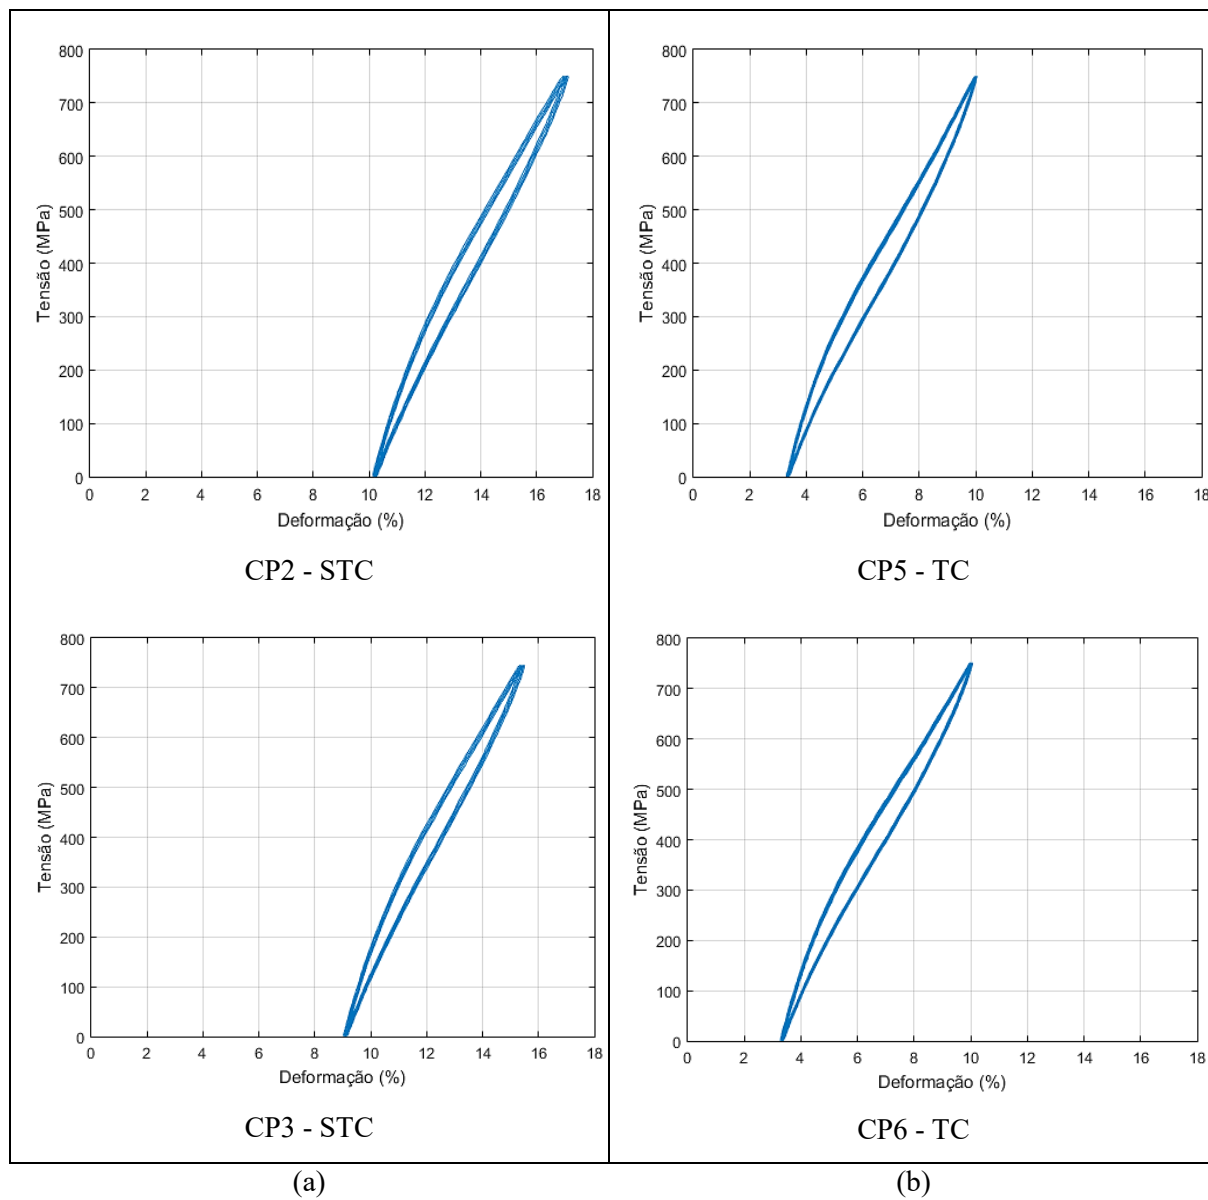 800
700
600
500
400
300
200
100
0
Tensão (MPa)
0 2 4 6 8 10 12 14 16 18
Deformação (%)
CP2 - STC
800
700
600
500
400
300
200
100
0
Tensão (MPa)
0 2 4 6 8 10 12 14 16 18
Deformação (%)
CP5 - TC
800
700
600
500
400
300
200
100
0
Tensão (MPa)
0 2 4 6 8 10 12 14 16 18
Deformação (%)
CP3 - STC
800
700
600
500
400
300
200
100
0
Tensão (MPa)
0 2 4 6 8 10 12 14 16 18
Deformação (%)
CP6 - TC
(a) (b)